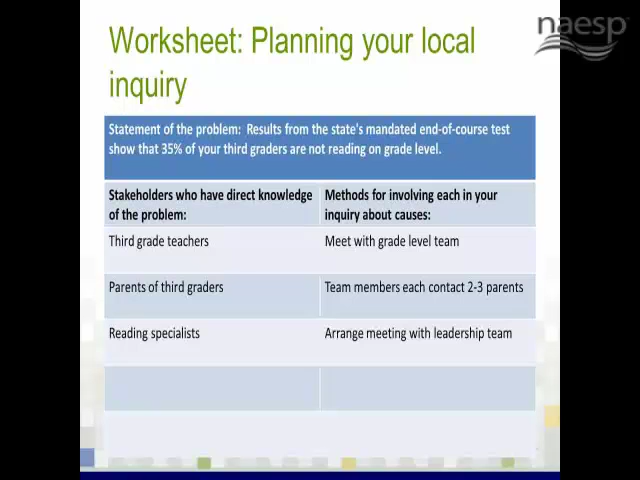 naesp
Worksheet: Planning your local
inquiry
Statement of the problem: Results from the state's mandated end-of-course test
show that 35% of your third graders are not reading on grade level.
Stakeholders who have direct knowledge
of the problem:
Methods for involving each in your
inquiry about causes:
Third grade teachers
Meet with grade level team
Parents of third graders
Team members each contact 2-3 parents
Reading specialists
Arrange meeting with leadership team